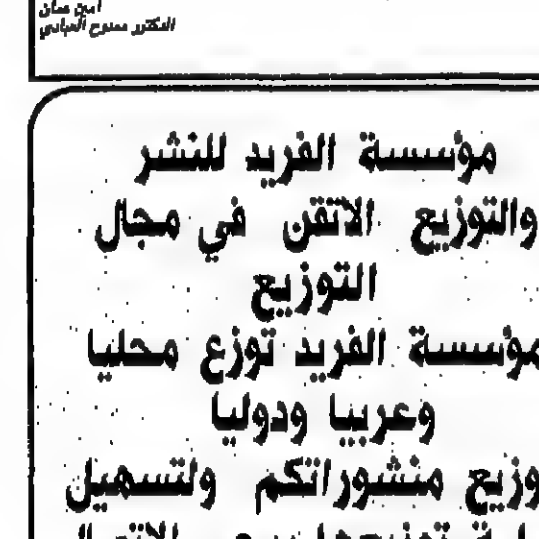 أمين عمان
الدكتور ممدوح العبادي
مؤسسة الفريد للنشر
والتوزيع الاتقن في مجال
التوزيع
مؤسسة الفريد توزع محليا
وعربيا ودوليا
منشوراتكم ولتسهيل